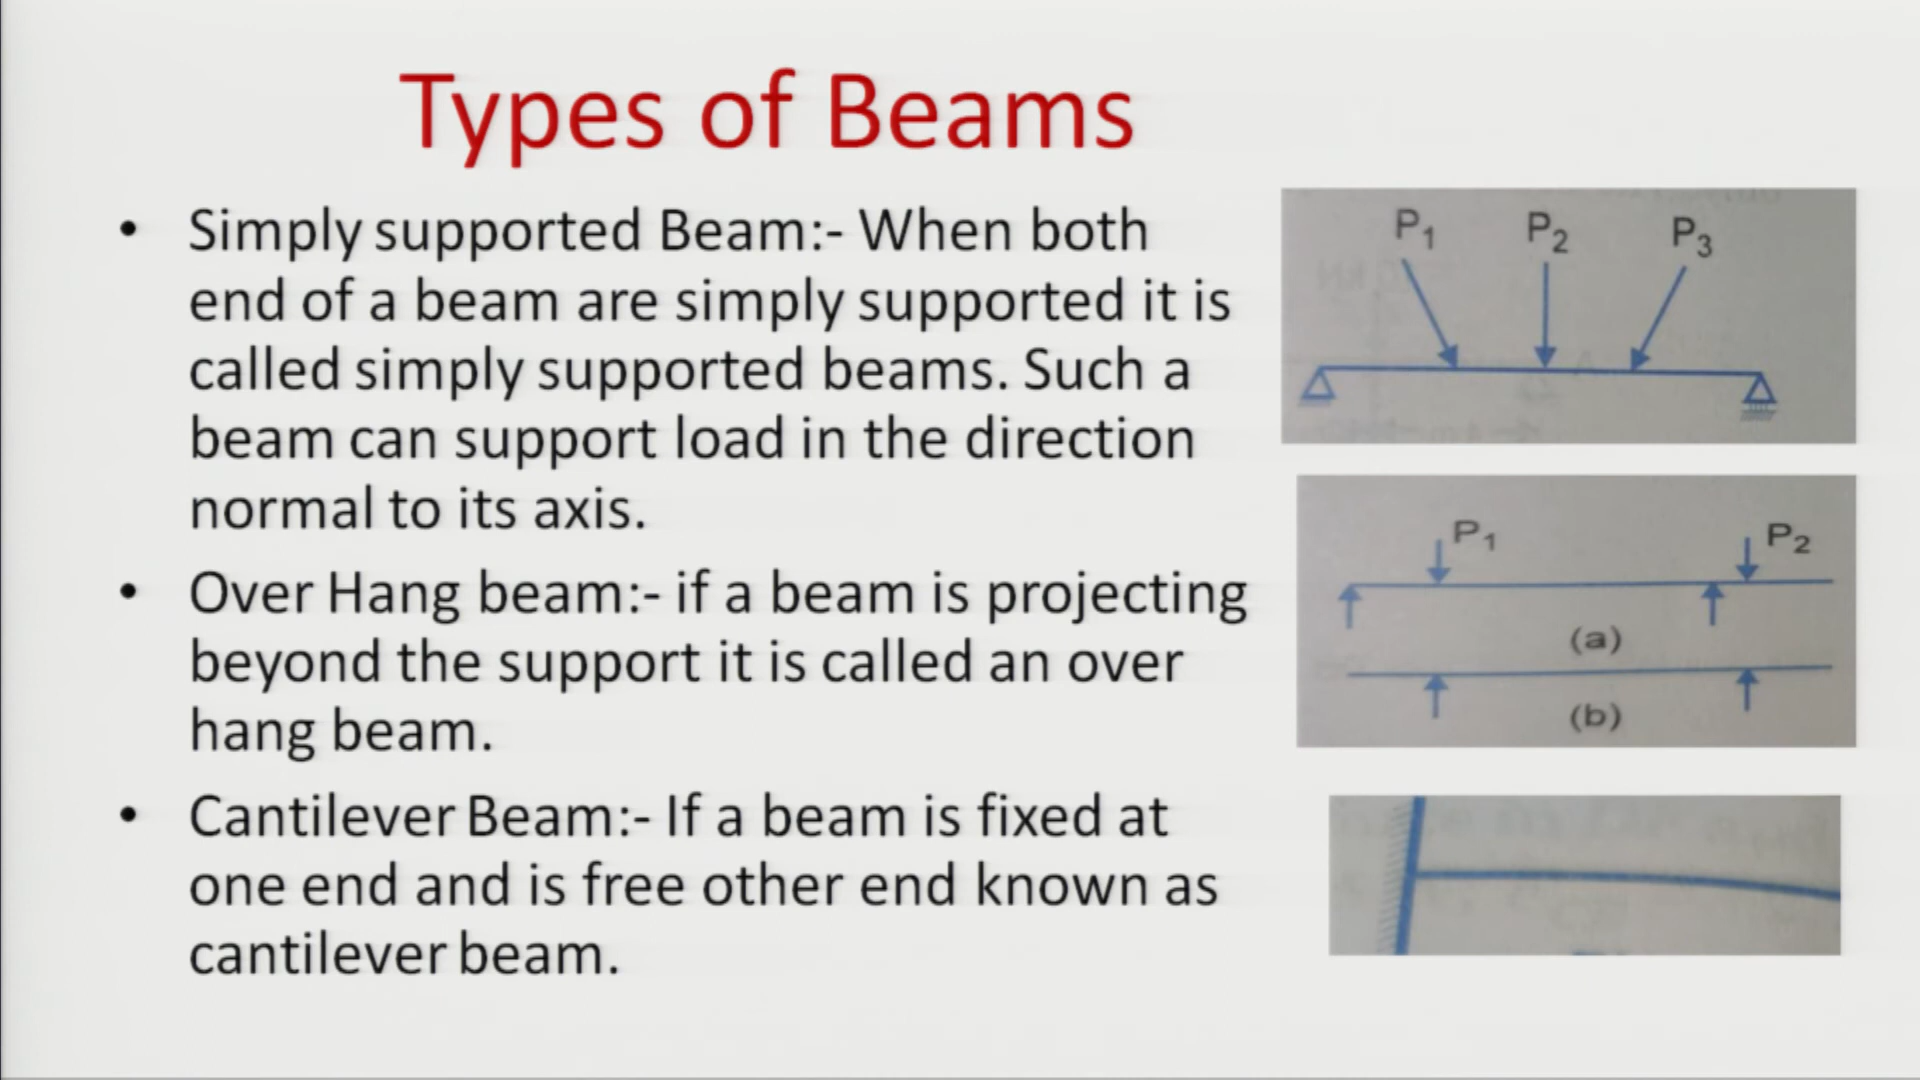 Types of Beams
• Simply supported Beam:- When both
end of a beam are simply supported it is
called simply supported beams. Such a
beam can support load in the direction
normal to its axis.
• Over Hang beam:- if a beam is projecting
beyond the support it is called an over
hang beam.
• Cantilever Beam:- If a beam is fixed at
one end and is free other end known as
cantilever beam.
P₁ P₂ P₃
P₁ P₂
(a)
(b)